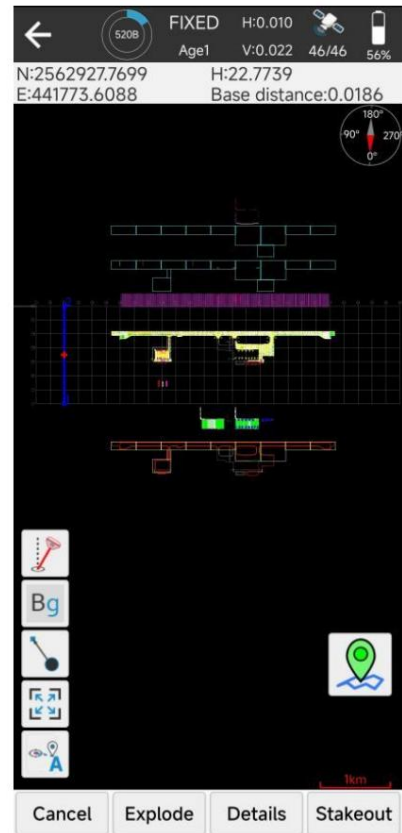 520B FIXED H:0.010
Age1 V:0.022 46/46 56%
N:2562927.7699 H:22.7739
E:441773.6088 Base distance:0.0186
180°
90° 270°
0°
Bg
A
1km
Cancel Explode Details Stakeout